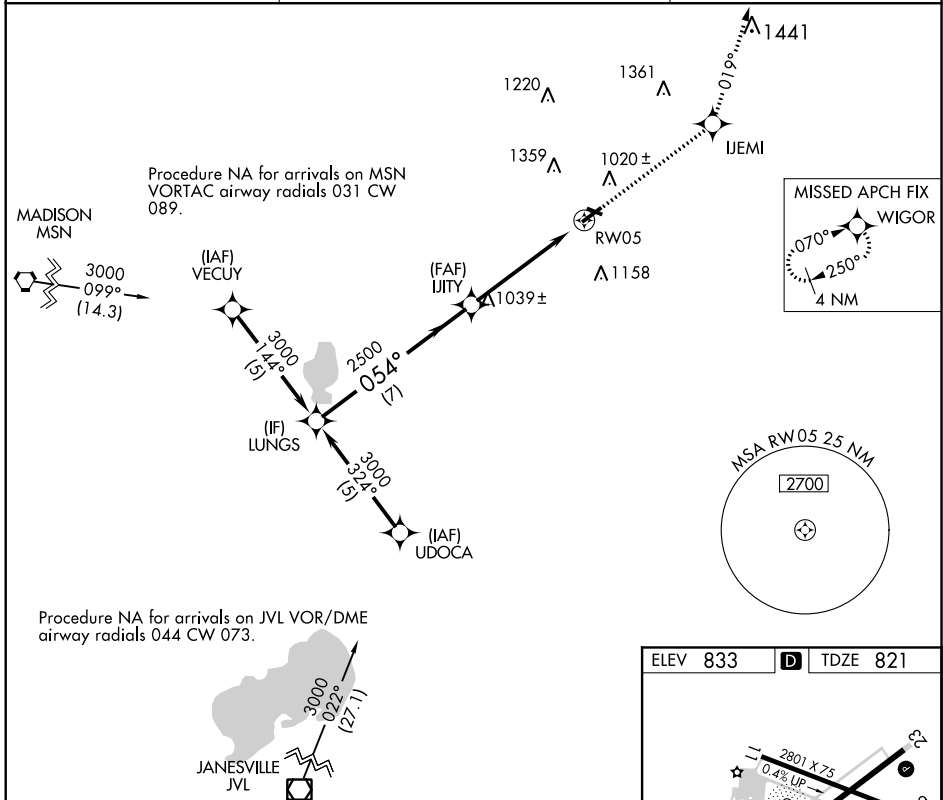 1441
019°
1361
1220
IJEMI
1359
1020 ±
Procedure NA for arrivals on MSN
VORTAC airway radials 031 CW
089.
MISSED APCH FIX
WIGOR
070°
250°
4 NM
MADISON
MSN
3000
099°
(14.3)
(IAF)
VECUY
RW05
(FAF)
IJITY
1158
1039 ±
3000
144°
(5)
2500
054°
(7)
(IF)
LUNGS
3000
324°
(5)
(IAF)
UDOCA
MSA RW05 25 NM
2700
Procedure NA for arrivals on JVL VOR/DME
airway radials 044 CW 073.
3000
022°
(27.1)
JANESVILLE
JVL
ELEV 833
D
TDZE 821
23
11
2801 X 75
0.4% UP